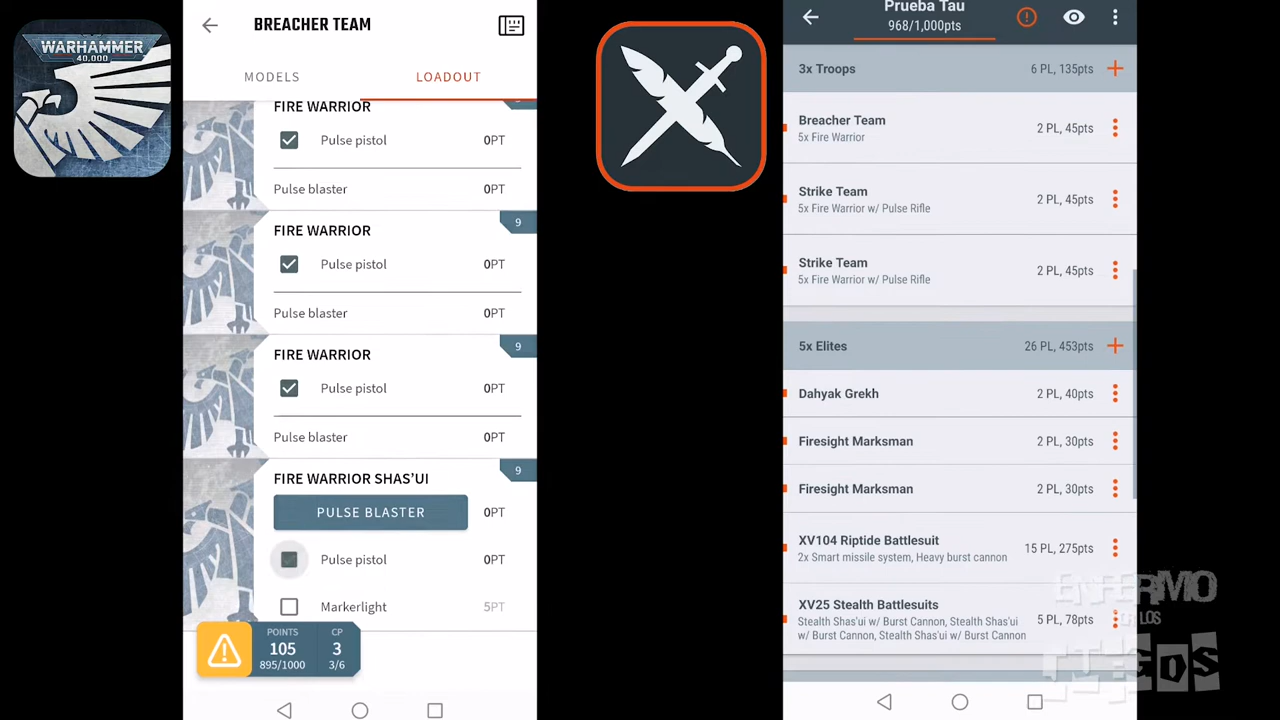 WARHAMMER
40,000
BREACHER TEAM
MODELS
LOADOUT
FIRE WARRIOR
Pulse pistol
0PT
Pulse blaster
0PT
9
FIRE WARRIOR
Pulse pistol
0PT
Pulse blaster
0PT
9
FIRE WARRIOR
Pulse pistol
0PT
Pulse blaster
0PT
9
FIRE WARRIOR SHAS'UI
PULSE BLASTER
0PT
Pulse pistol
0PT
Markerlight
5PT
POINTS
105
895/1000
CP
3
3/6
Prueba Tau
968/1,000pts
3x Troops
6 PL, 135pts
Breacher Team
5x Fire Warrior
2 PL, 45pts
Strike Team
5x Fire Warrior w/ Pulse Rifle
2 PL, 45pts
Strike Team
5x Fire Warrior w/ Pulse Rifle
2 PL, 45pts
5x Elites
26 PL, 453pts
Dahyak Grekh
2 PL, 40pts
Firesight Marksman
2 PL, 30pts
Firesight Marksman
2 PL, 30pts
XV104 Riptide Battlesuit
2x Smart missile system, Heavy burst cannon
15 PL, 275pts
XV25 Stealth Battlesuits
Stealth Shas'ui w/ Burst Cannon, Stealth Shas'ui
w/ Burst Cannon, Stealth Shas'ui w/ Burst Cannon
5 PL, 78pts
ENFERMO
DE LOS